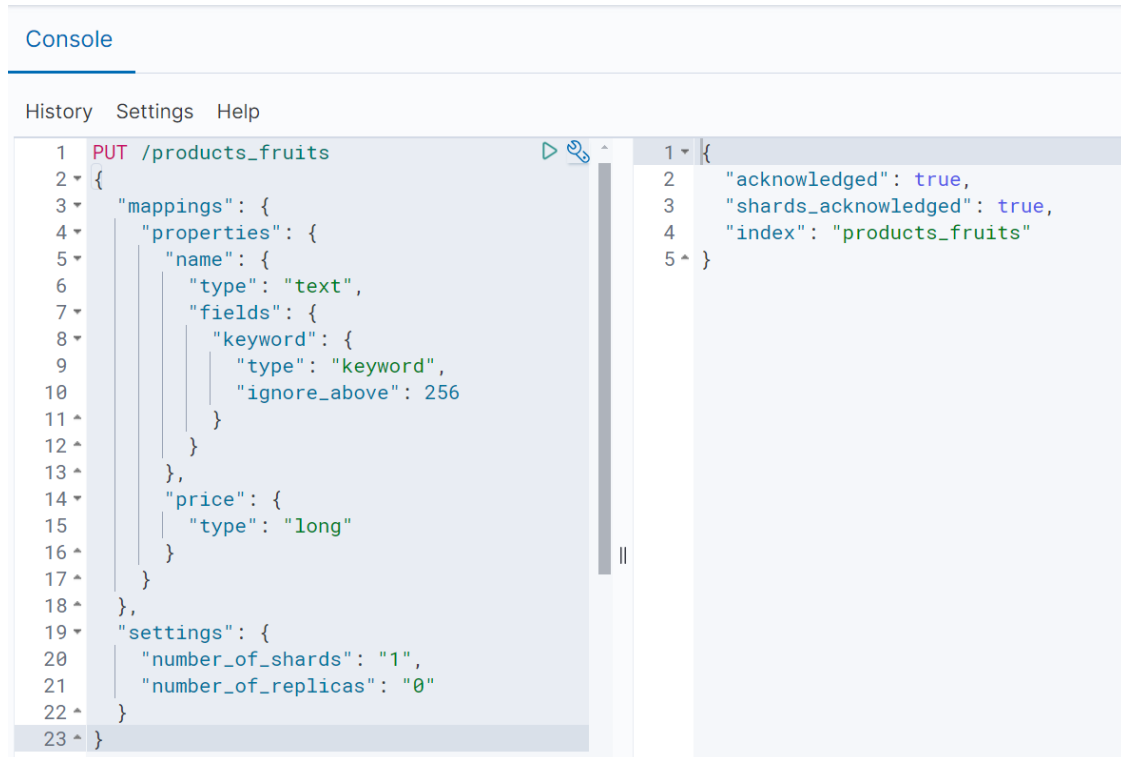 Console
History Settings Help
1 PUT /products_fruits
2 {
3 "mappings": {
4 "properties": {
5 "name": {
6 "type": "text",
7 "fields": {
8 "keyword": {
9 "type": "keyword",
10 "ignore_above": 256
11 }
12 }
13 },
14 "price": {
15 "type": "long"
16 }
17 }
18 },
19 "settings": {
20 "number_of_shards": "1",
21 "number_of_replicas": "0"
22 }
23 }
1 {
2 "acknowledged": true,
3 "shards_acknowledged": true,
4 "index": "products_fruits"
5 }